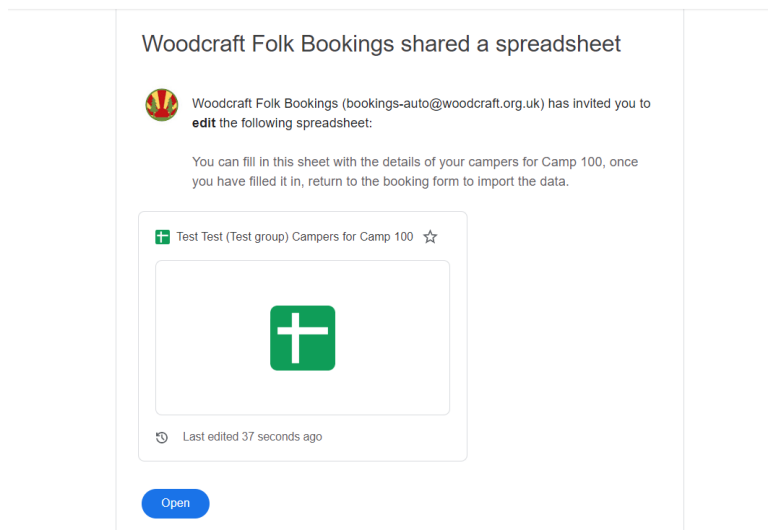 Woodcraft Folk Bookings shared a spreadsheet
Woodcraft Folk Bookings (bookings-auto@woodcraft.org.uk) has invited you to
edit the following spreadsheet:
You can fill in this sheet with the details of your campers for Camp 100, once
you have filled it in, return to the booking form to import the data.
Test Test (Test group) Campers for Camp 100
Last edited 37 seconds ago
Open